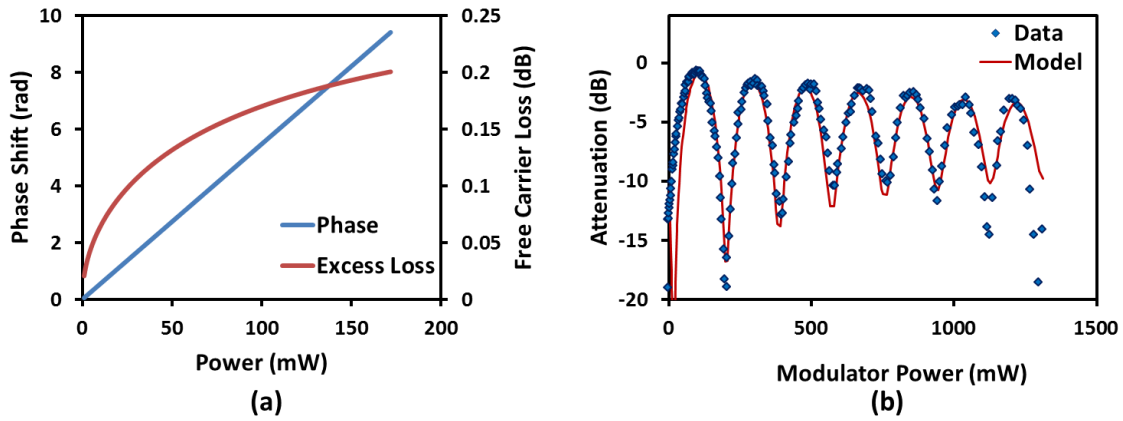 10
8
6
4
2
0
Phase Shift (rad)
0.25
0.2
0.15
0.1
0.05
0
Free Carrier Loss (dB)
Phase
Excess Loss
0 50 100 150 200
Power (mW)
(a)
Data
Model
0
-5
-10
-15
-20
Attenuation (dB)
0 500 1000 1500
Modulator Power (mW)
(b)